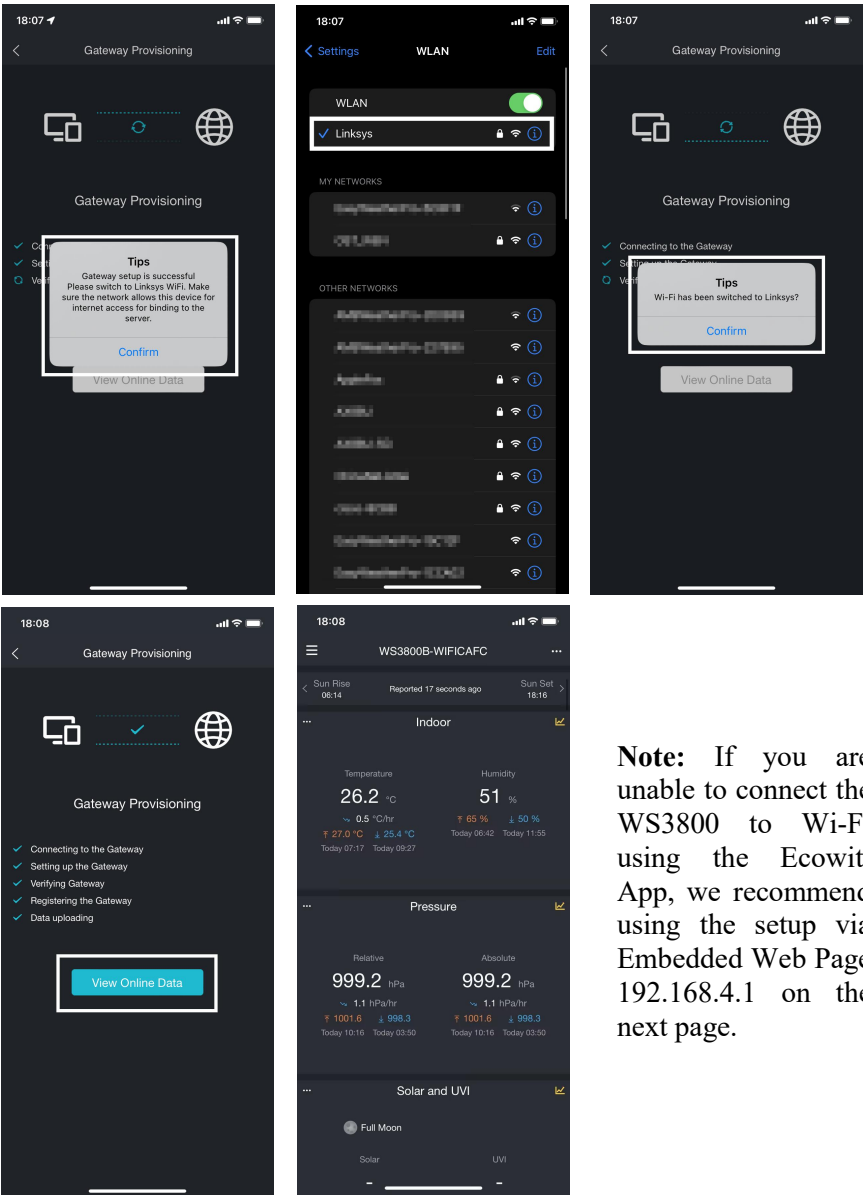 18:07
Gateway Provisioning
Gateway Provisioning
Tips
Gateway setup is successful
Please switch to Linksys WiFi. Make
sure the network allows this device for
internet access for binding to the
server.
Confirm
View Online Data
18:07
Settings
WLAN
Edit
WLAN
Linksys
MY NETWORKS
OTHER NETWORKS
18:07
Gateway Provisioning
Gateway Provisioning
Connecting to the Gateway
Setting up the Gateway
Tips
Wi-Fi has been switched to Linksys?
Confirm
View Online Data
18:08
Gateway Provisioning
Gateway Provisioning
Connecting to the Gateway
Setting up the Gateway
Verifying Gateway
Registering the Gateway
Data uploading
View Online Data
18:08
WS3800B-WIFICAFC
Sun Rise
06:14
Reported 17 seconds ago
Sun Set
18:16
Indoor
Temperature
Humidity
26.2 °C
51 %
0.5 °C/hr
65 % 50 %
27.0 °C 25.4 °C
Today 06:42 Today 11:55
Today 07:17 Today 09:27
Pressure
Relative
Absolute
999.2 hPa
999.2 hPa
1.1 hPa/hr
1.1 hPa/hr
1001.6 998.3
1001.6 998.3
Today 10:16 Today 03:50
Today 10:16 Today 03:50
Solar and UVI
Full Moon
Solar
UVI
-
-
Note: If you are
unable to connect the
WS3800 to Wi-F
using the Ecowit
App, we recommend
using the setup via
Embedded Web Page
192.168.4.1 on the
next page.